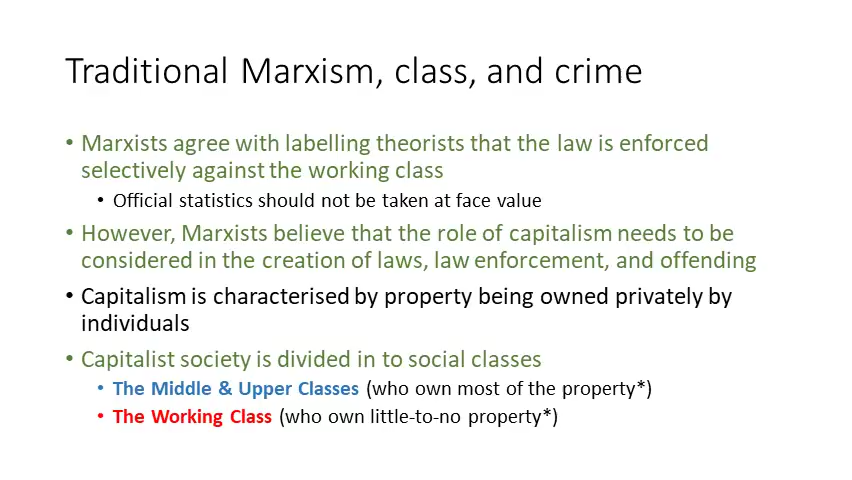 Traditional Marxism, class, and crime
• Marxists agree with labelling theorists that the law is enforced
selectively against the working class
• Official statistics should not be taken at face value
• However, Marxists believe that the role of capitalism needs to be
considered in the creation of laws, law enforcement, and offending
• Capitalism is characterised by property being owned privately by
individuals
• Capitalist society is divided in to social classes
• The Middle & Upper Classes (who own most of the property*)
• The Working Class (who own little-to-no property*)